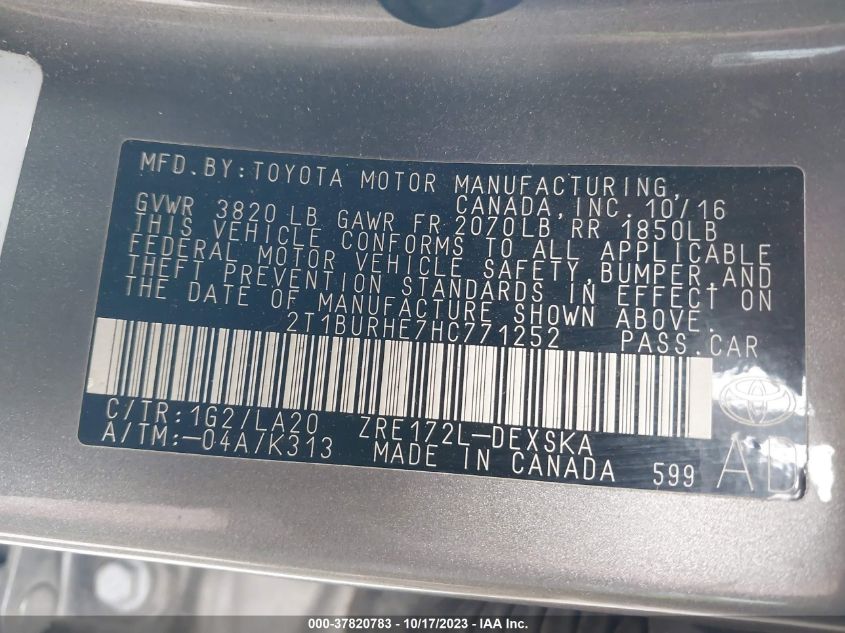 MFD.BY:TOYOTA MOTOR MANUFACTURING,
CANADA,INC. 10/16
GVWR 3820 LB GAWR FR 2070LB RR 1850LB
THIS VEHICLE CONFORMS TO ALL APPLICABLE
FEDERAL MOTOR VEHICLE SAFETY,BUMPER,AND
THEFT PREVENTION STANDARDS IN EFFECT ON
THE DATE OF MANUFACTURE SHOWN ABOVE.
2T1BURHE7HC771252 PASS.CAR
C/TR:1G2/LA20 ZRE172L-DEXSKA
A/TM:-04A/K313 MADE IN CANADA 599
AD
000-37820783 - 10/17/2023 - IAAI Inc.